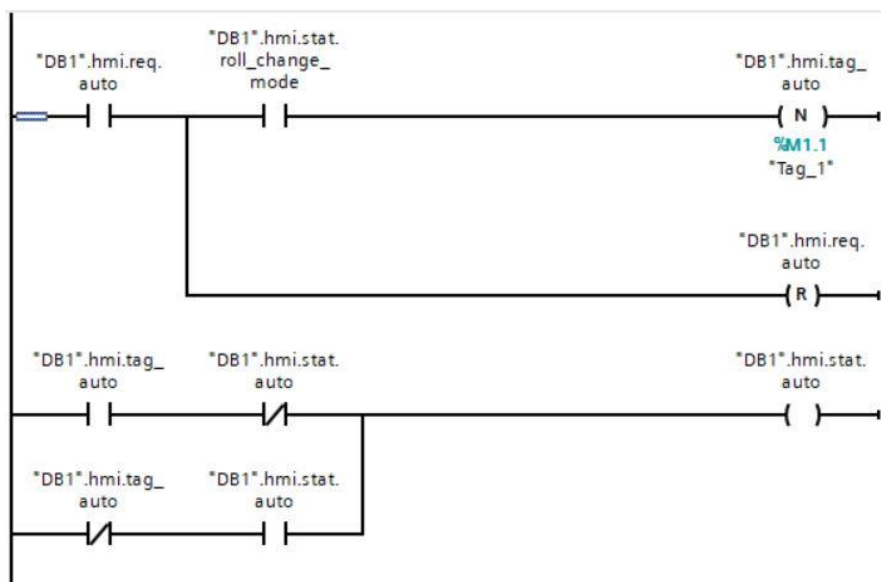 "DB1".hmi.stat.
"DB1".hmi.req.
roll_change_
"DB1".hmi.tag_
auto
mode
auto
N
%M1.1
"Tag_1"
"DB1".hmi.req.
auto
R
"DB1".hmi.tag_
"DB1".hmi.stat.
"DB1".hmi.stat.
auto
auto
auto
"DB1".hmi.tag_
"DB1".hmi.stat.
auto
auto